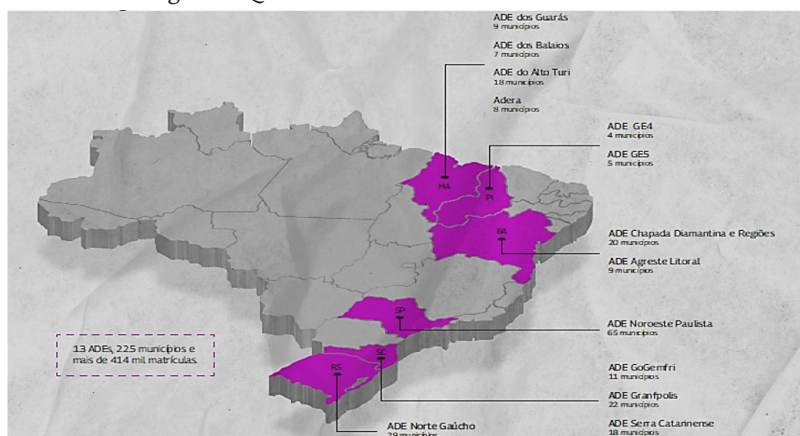 ADE dos Guarás
9 municípios
ADE dos Balaios
7 municípios
ADE do Alto Turi
18 municípios
Adera
8 municípios
ADE GE4
4 municípios
ADE GE5
5 municípios
MA
PI
BA
ADE Chapada Diamantina e Regiões
20 municípios
ADE Agreste Litoral
9 municípios
SP
ADE Noroeste Paulista
65 municípios
13 ADEs, 225 municípios e
mais de 414 mil matrículas.
SC
RS
ADE GoGemfri
11 municípios
ADE Granfpolis
22 municípios
ADE Serra Catarinense
18 municípios
ADE Norte Gaúcho
29 municípios